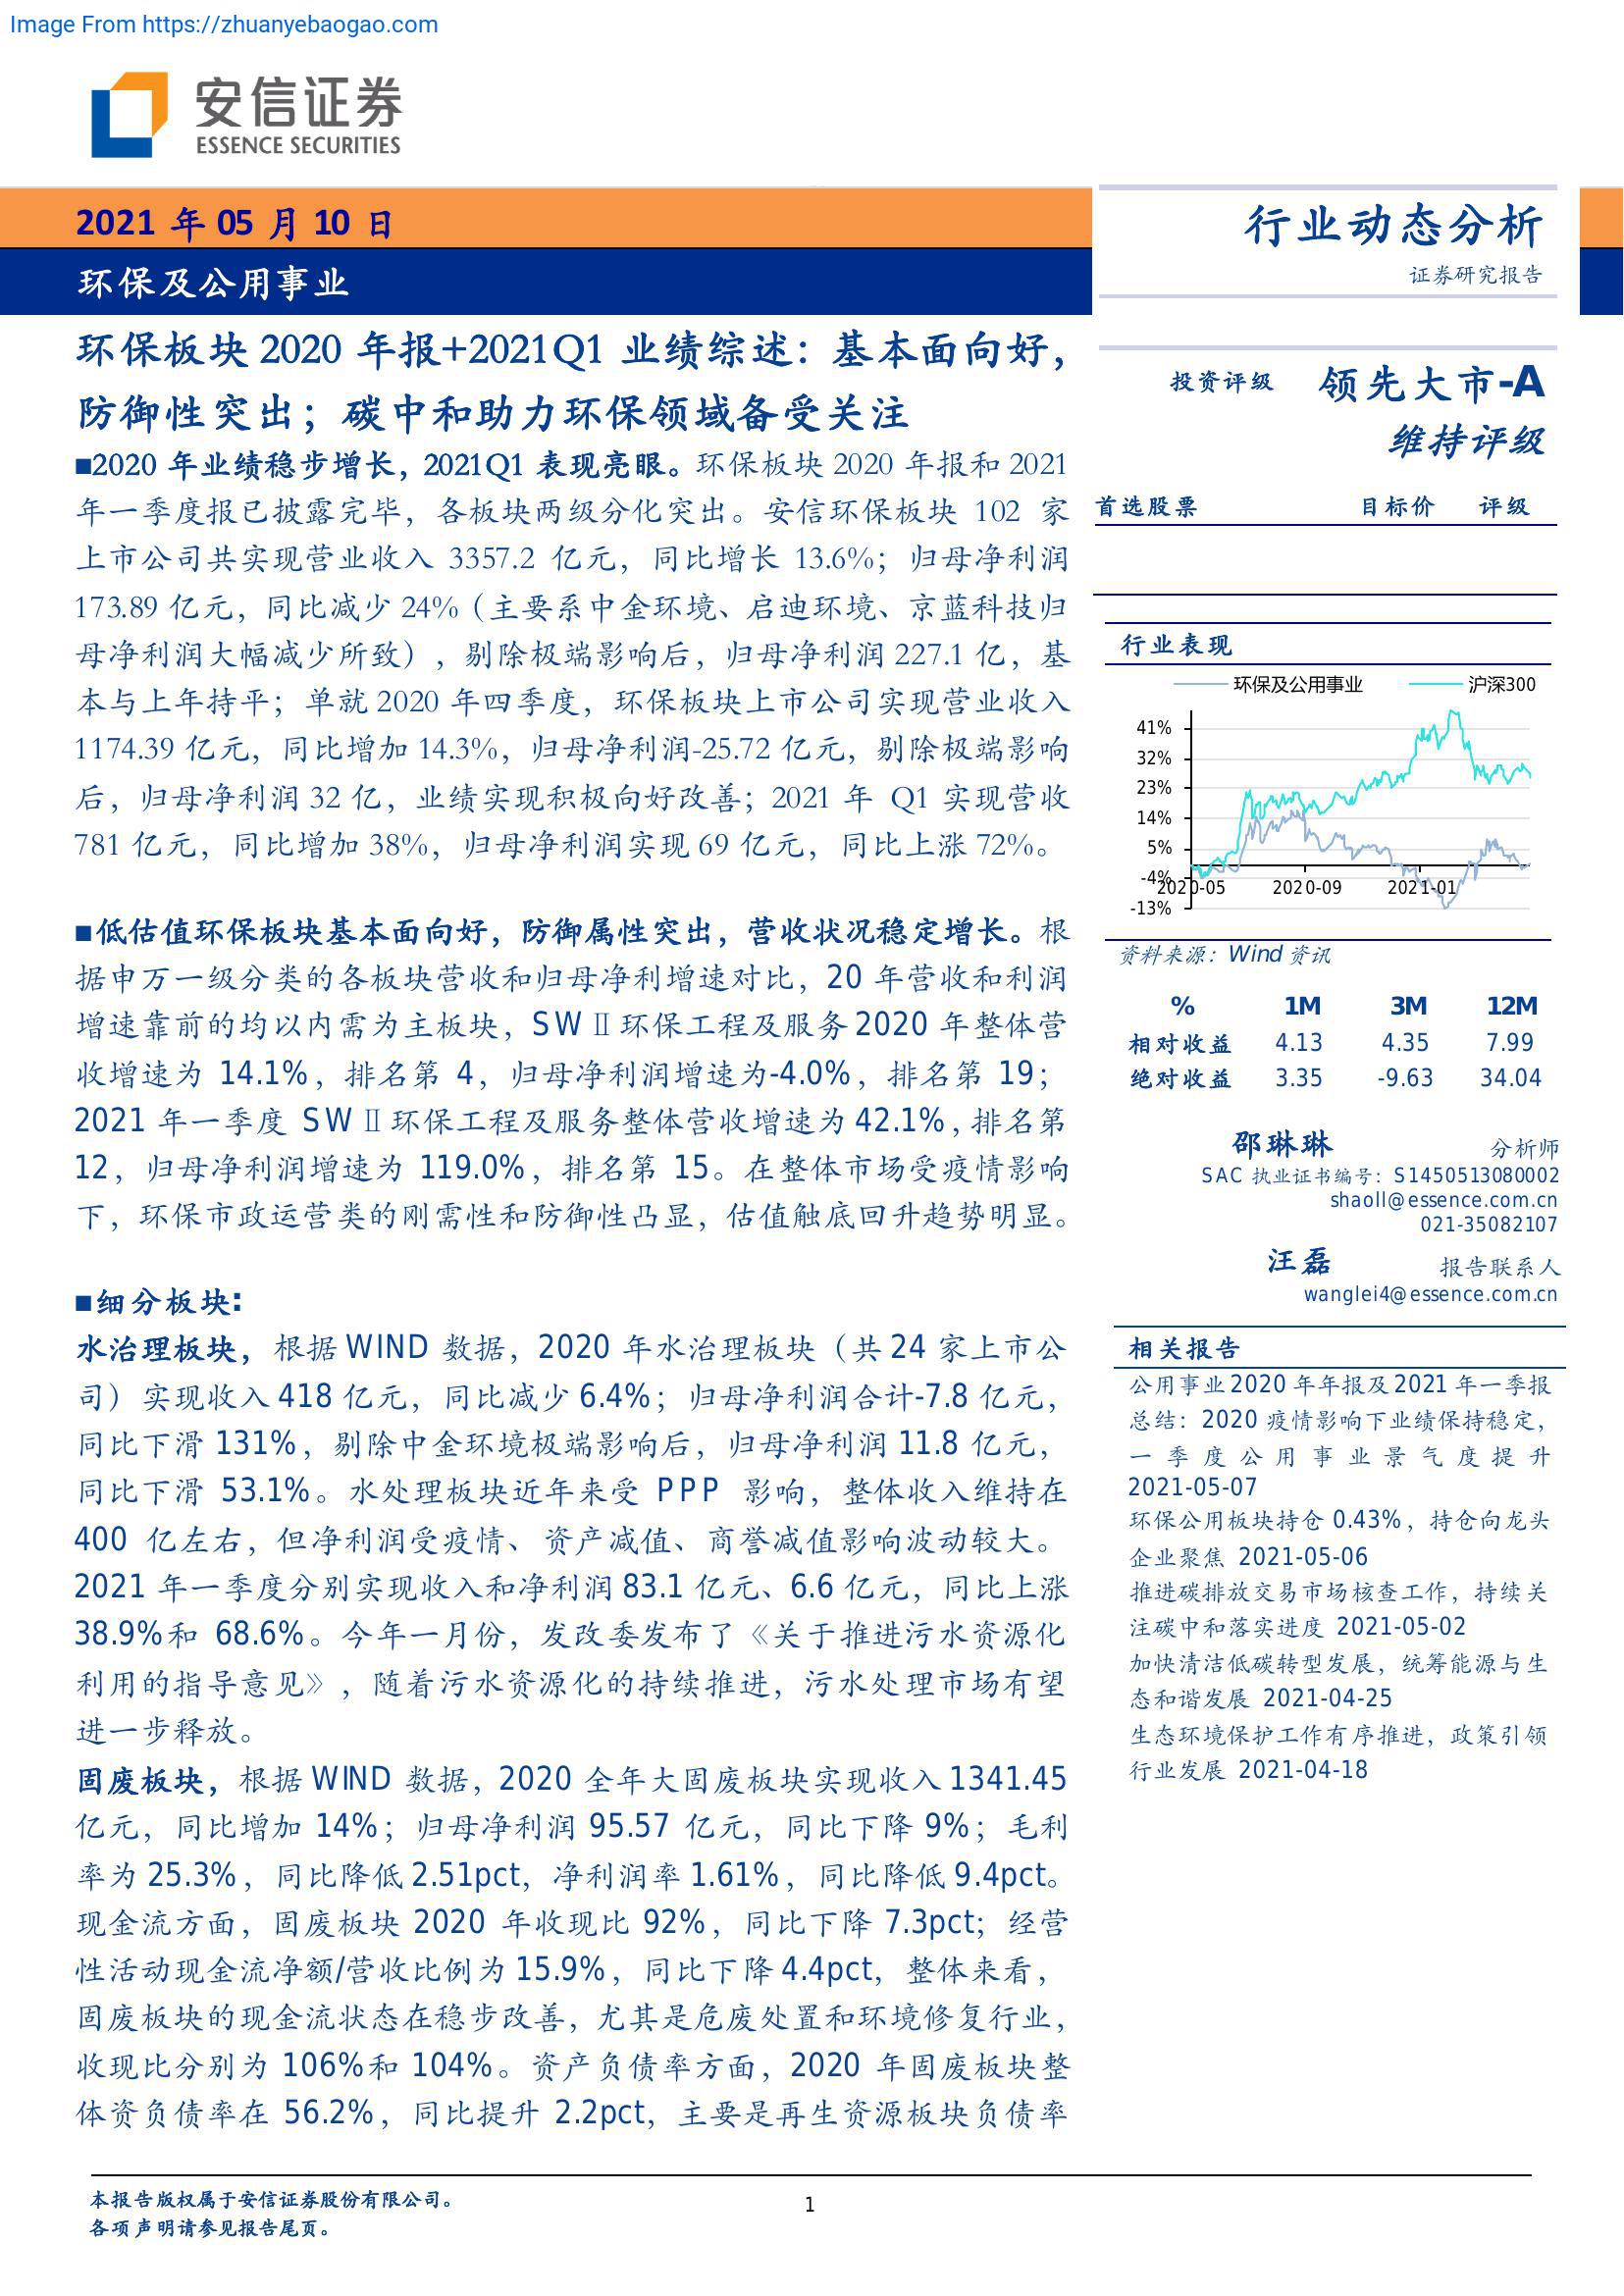 Image From https://zhuanyebaogao.com
安信证券
ESSENCE SECURITIES
2021 年 05 月 10 日
环保及公用事业
行业动态分析
证券研究报告
环保板块 2020 年报+2021Q1 业绩综述：基本面向好，
防御性突出；碳中和助力环保领域备受关注
■2020 年业绩稳步增长，2021Q1 表现亮眼。环保板块 2020 年报和 2021
年一季度报已披露完毕，各板块两级分化突出。安信环保板块 102 家
上市公司共实现营业收入 3357.2 亿元，同比增长 13.6%；归母净利润
173.89 亿元，同比减少 24%（主要系中金环境、启迪环境、京蓝科技归
母净利润大幅减少所致），剔除极端影响后，归母净利润 227.1 亿，基
本与上年持平；单就 2020 年四季度，环保板块上市公司实现营业收入
1174.39 亿元，同比增加 14.3%，归母净利润-25.72 亿元，剔除极端影响
后，归母净利润 32 亿，业绩实现积极向好改善；2021 年 Q1 实现营收
781 亿元，同比增加 38%，归母净利润实现 69 亿元，同比上涨 72%。
■低估值环保板块基本面向好，防御属性突出，营收状况稳定增长。根
据申万一级分类的各板块营收和归母净利增速对比，20 年营收和利润
增速靠前的均以内需为主板块，SWⅡ环保工程及服务 2020 年整体营
收增速为 14.1%，排名第 4，归母净利润增速为-4.0%，排名第 19；
2021 年一季度 SWⅡ环保工程及服务整体营收增速为 42.1%，排名第
12，归母净利润增速为 119.0%，排名第 15。在整体市场受疫情影响
下，环保市政运营类的刚需性和防御性凸显，估值触底回升趋势明显。
■细分板块:
水治理板块，根据 WIND 数据，2020 年水治理板块（共 24 家上市公
司）实现收入 418 亿元，同比减少 6.4%；归母净利润合计-7.8 亿元，
同比下滑 131%，剔除中金环境极端影响后，归母净利润 11.8 亿元，
同比下滑 53.1%。水处理板块近年来受 PPP 影响，整体收入维持在
400 亿左右，但净利润受疫情、资产减值、商誉减值影响波动较大。
2021 年一季度分别实现收入和净利润 83.1 亿元、6.6 亿元，同比上涨
38.9%和 68.6%。今年一月份，发改委发布了《关于推进污水资源化
利用的指导意见》，随着污水资源化的持续推进，污水处理市场有望
进一步释放。
固废板块，根据 WIND 数据，2020 全年大固废板块实现收入 1341.45
亿元，同比增加 14%；归母净利润 95.57 亿元，同比下降 9%；毛利
率为 25.3%，同比降低 2.51pct，净利润率 1.61%，同比降低 9.4pct。
现金流方面，固废板块 2020 年收现比 92%，同比下降 7.3pct；经营
性活动现金流净额/营收比例为 15.9%，同比下降 4.4pct，整体来看，
固废板块的现金流状态在稳步改善，尤其是危废处置和环境修复行业，
收现比分别为 106%和 104%。资产负债率方面，2020 年固废板块整
体资负债率在 56.2%，同比提升 2.2pct，主要是再生资源板块负债率
投资评级 领先大市-A
维持评级
首选股票 目标价 评级
行业表现
环保及公用事业 沪深300
41%
32%
23%
14%
5%
-4%
-13%
2020-05 2020-09 2021-01
资料来源：Wind 资讯
% 1M 3M 12M
相对收益 4.13 4.35 7.99
绝对收益 3.35 -9.63 34.04
邵琳琳 分析师
SAC 执业证书编号：S1450513080002
shaoll@essence.com.cn
021-35082107
汪磊 报告联系人
wanglei4@essence.com.cn
相关报告
公用事业 2020 年年报及 2021 年一季报
总结：2020 疫情影响下业绩保持稳定，
一季度公用事业景气度提升
2021-05-07
环保公用板块持仓 0.43%，持仓向龙头
企业聚焦 2021-05-06
推进碳排放交易市场核查工作，持续关
注碳中和落实进度 2021-05-02
加快清洁低碳转型发展，统筹能源与生
态和谐发展 2021-04-25
生态环境保护工作有序推进，政策引领
行业发展 2021-04-18
本报告版权属于安信证券股份有限公司。
各项声明请参见报告尾页。
1